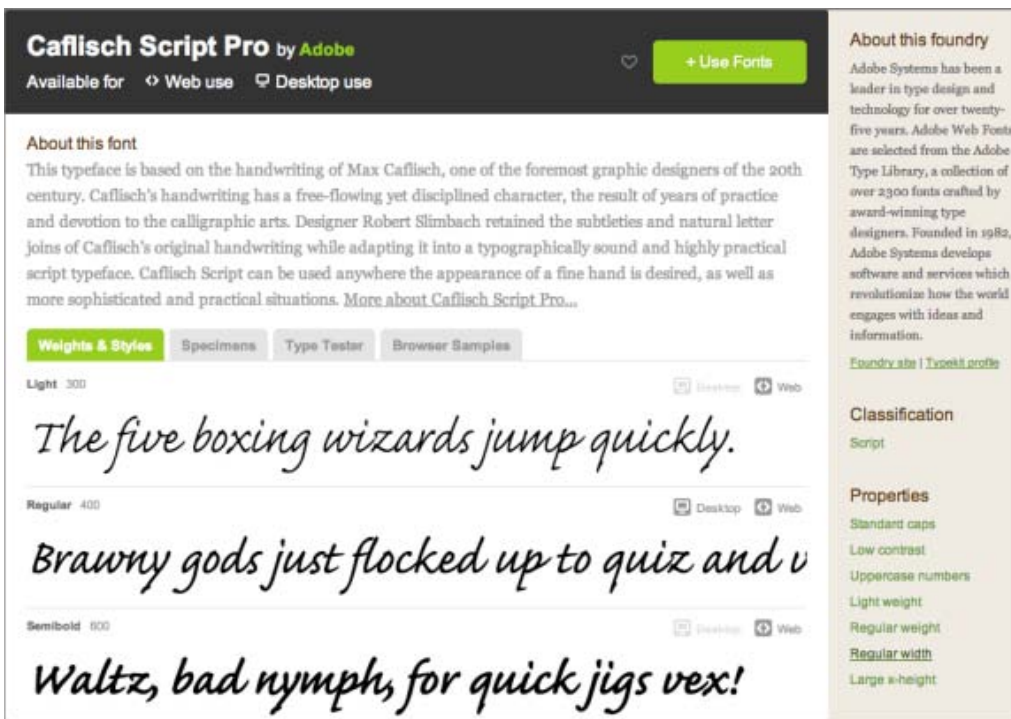 Caflisch Script Pro by Adobe
Available for Web use Desktop use
+ Use Fonts
About this font
This typeface is based on the handwriting of Max Caflisch, one of the foremost graphic designers of the 20th
century. Caflisch's handwriting has a free-flowing yet disciplined character, the result of years of practice
and devotion to the calligraphic arts. Designer Robert Slimbach retained the subtleties and natural letter
joins of Caflisch's original handwriting while adapting it into a typographically sound and highly practical
script typeface. Caflisch Script can be used anywhere the appearance of a fine hand is desired, as well as
more sophisticated and practical situations. More about Caflisch Script Pro...
Weights & Styles Specimens Type Tester Browser Samples
Light 300 Desktop Web
The five boxing wizards jump quickly.
Regular 400 Desktop Web
Brawny gods just flocked up to quiz and v
Semibold 600 Desktop Web
Waltz, bad nymph, for quick jigs vex!
About this foundry
Adobe Systems has been a
leader in type design and
technology for over twenty-
five years. Adobe Web Fonts
are selected from the Adobe
Type Library, a collection of
over 2300 fonts crafted by
award-winning type
designers. Founded in 1982,
Adobe Systems develops
software and services which
revolutionize how the world
engages with ideas and
information.
Foundry site | Typekit profile
Classification
Script
Properties
Standard caps
Low contrast
Uppercase numbers
Light weight
Regular weight
Regular width
Large x-height